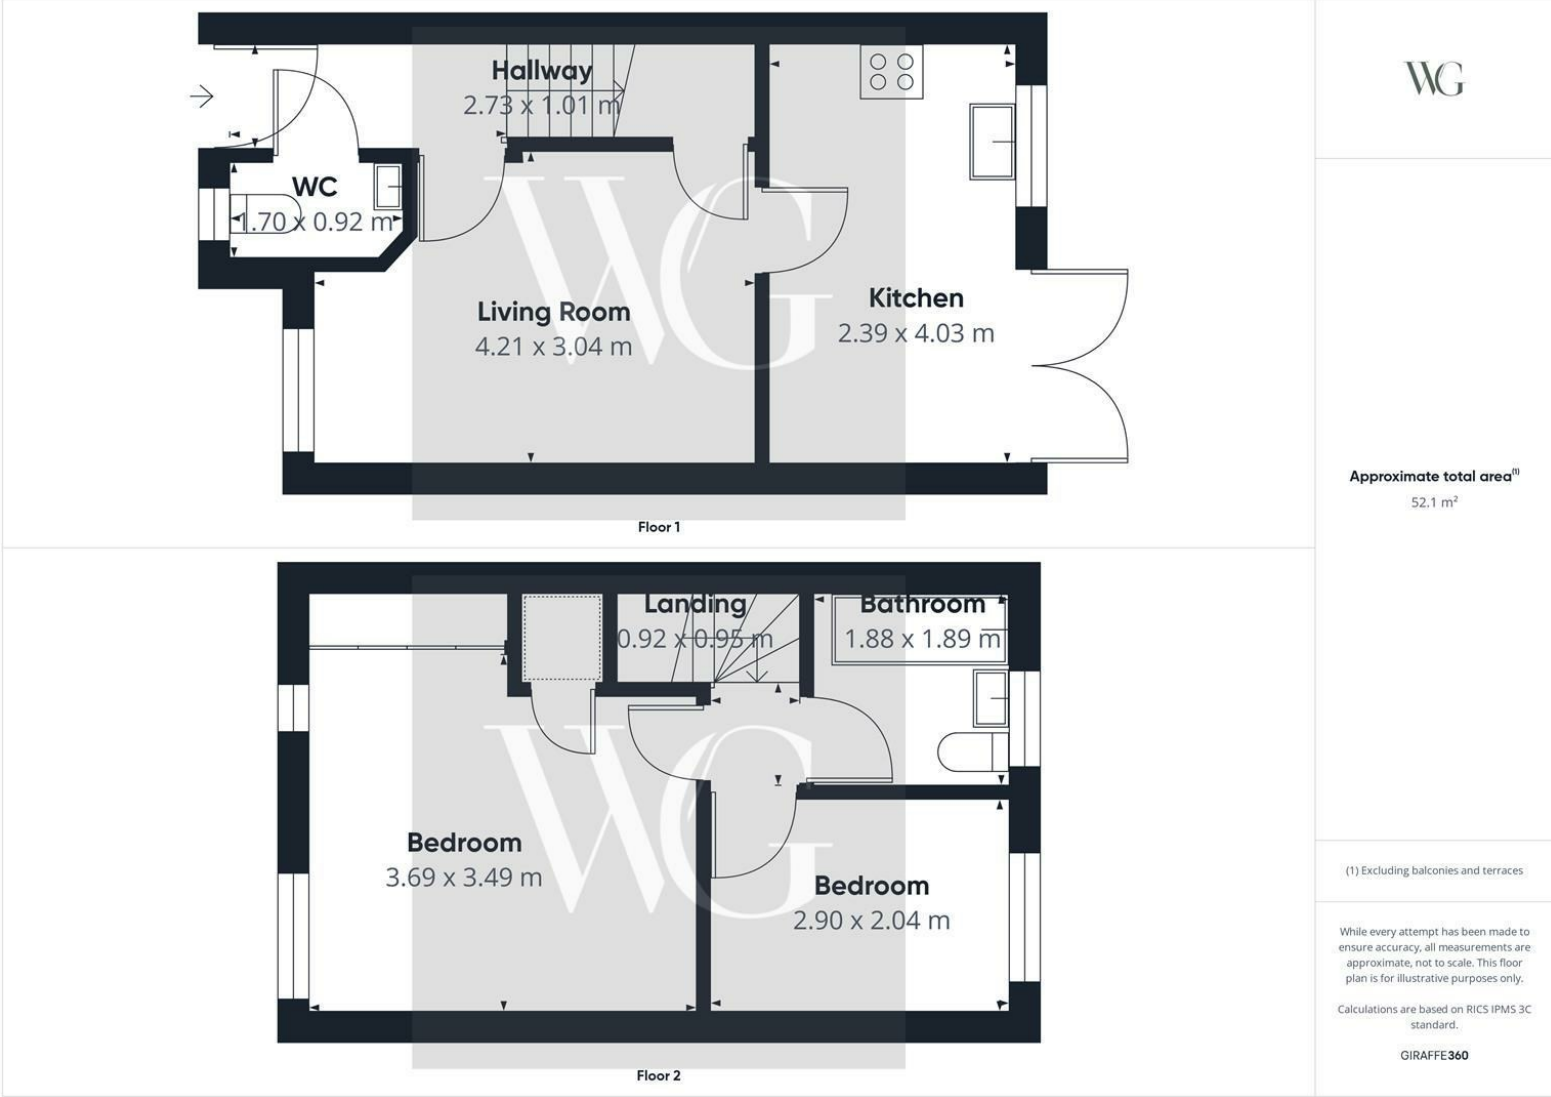 Hallway
2.73 x 1.01 m
WC
1.70 x 0.92 m
Living Room
4.21 x 3.04 m
Kitchen
2.39 x 4.03 m
WG
Floor 1
Landing
0.92 x 0.95 m
Bathroom
1.88 x 1.89 m
Bedroom
3.69 x 3.49 m
Bedroom
2.90 x 2.04 m
WG
Floor 2
WG
Approximate total area(1)
52.1 m²
(1) Excluding balconies and terraces
While every attempt has been made to
ensure accuracy, all measurements are
approximate, not to scale. This floor
plan is for illustrative purposes only.
Calculations are based on RICS IPMS 3C
standard.
GIRAFFE360